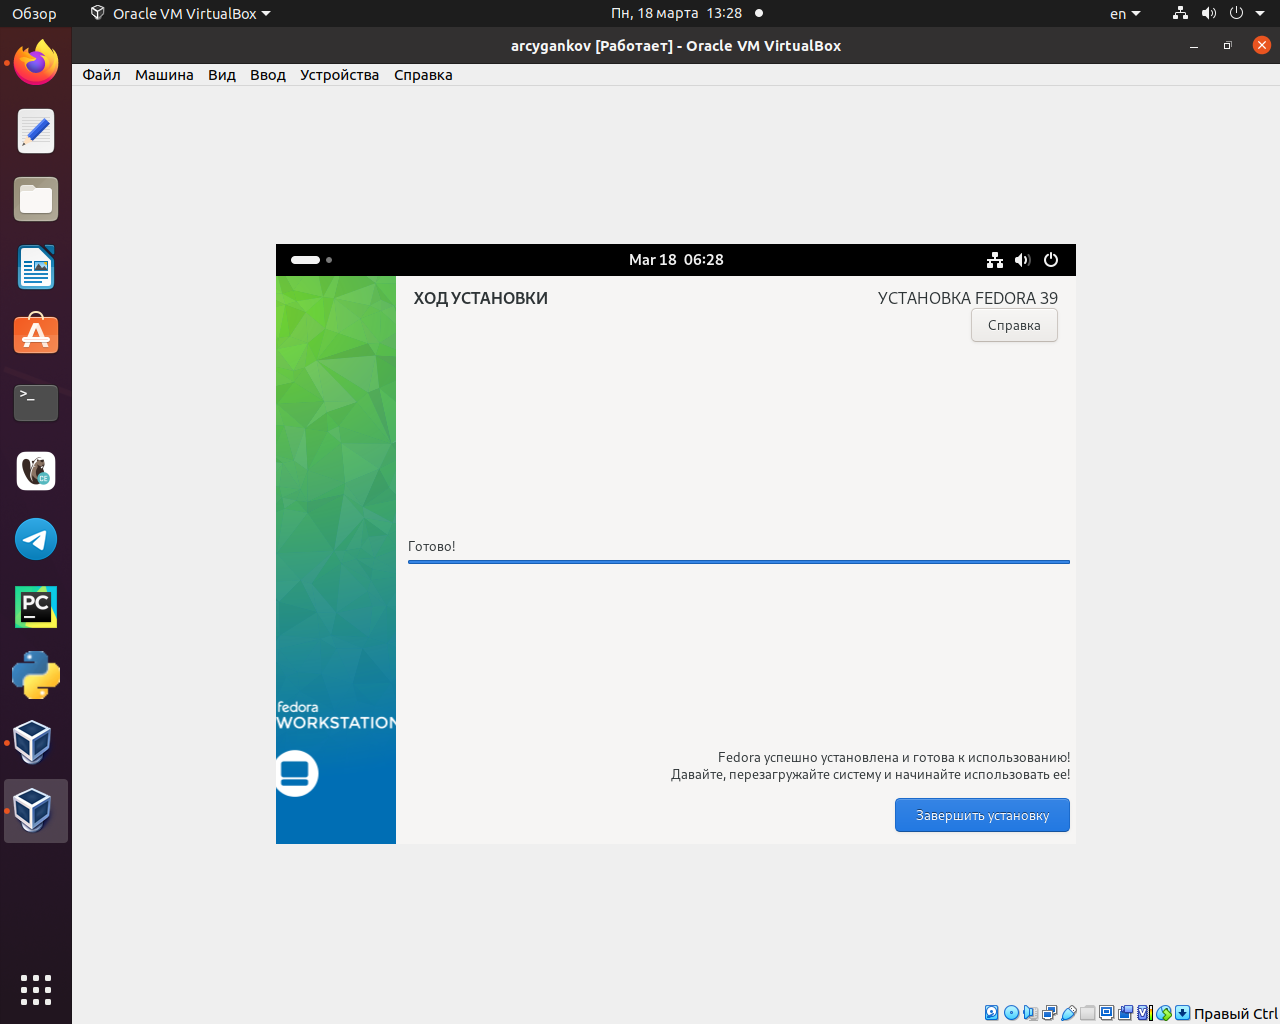 Обзор
Oracle VM VirtualBox
Пн, 18 марта 13:28
en
arcygankov [Работает] - Oracle VM VirtualBox
Файл Машина Вид Ввод Устройства Справка
Mar 18 06:28
ХОД УСТАНОВКИ
УСТАНОВКА FEDORA 39
Справка
Готово!
fedora
WORKSTATION
Fedora успешно установлена и готова к использованию!
Давайте, перезагружайте систему и начинайте использовать ее!
Завершить установку
>_
CE
PC
Правый Ctrl